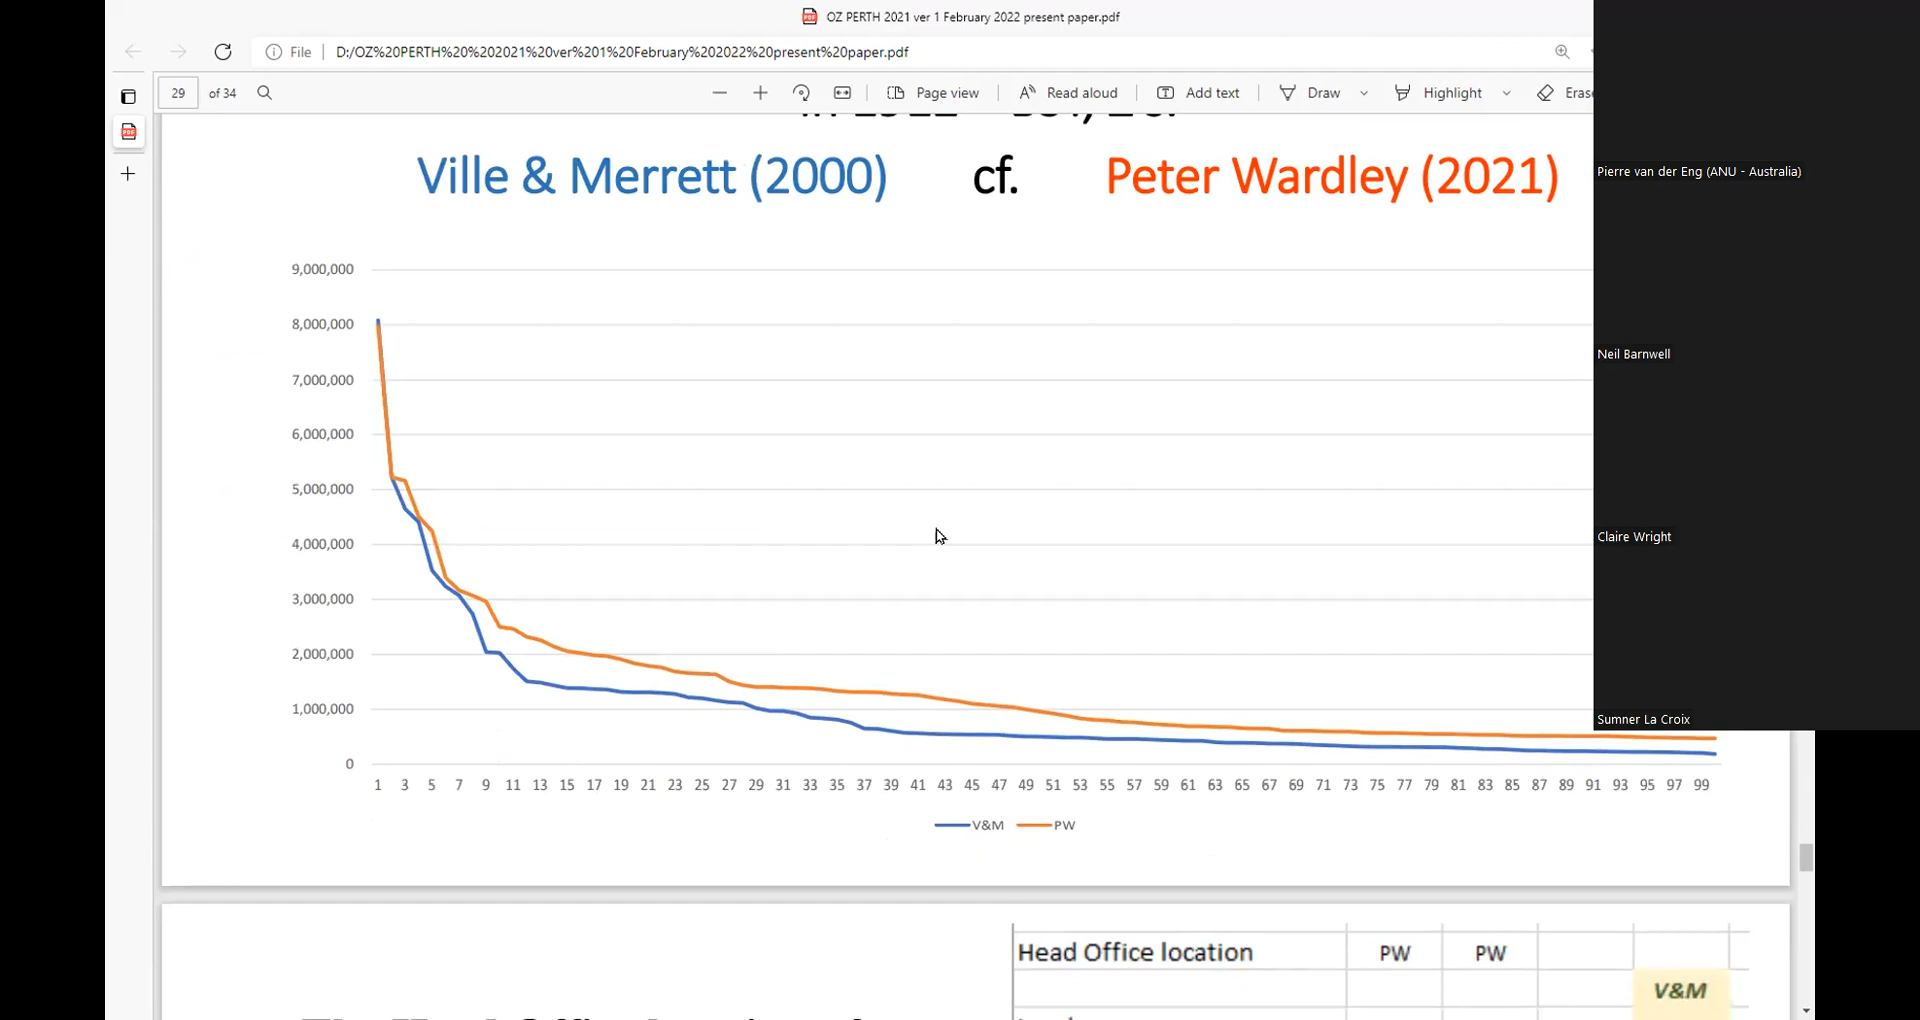 OZ PERTH 2021 ver 1 February 2022 present paper.pdf
File | D:/OZ%20PERTH%20%202021%20ver%201%20February%202022%20present%20paper.pdf
29 of 34 Page view Read aloud Add text Draw Highlight Eras
Ville & Merrett (2000) cf. Peter Wardley (2021)
Pierre van der Eng (ANU - Australia)
Neil Barnwell
Claire Wright
Sumner La Croix
9,000,000
8,000,000
7,000,000
6,000,000
5,000,000
4,000,000
3,000,000
2,000,000
1,000,000
0
1 3 5 7 9 11 13 15 17 19 21 23 25 27 29 31 33 35 37 39 41 43 45 47 49 51 53 55 57 59 61 63 65 67 69 71 73 75 77 79 81 83 85 87 89 91 93 95 97 99
V&M PW
Head Office location PW PW
V&M